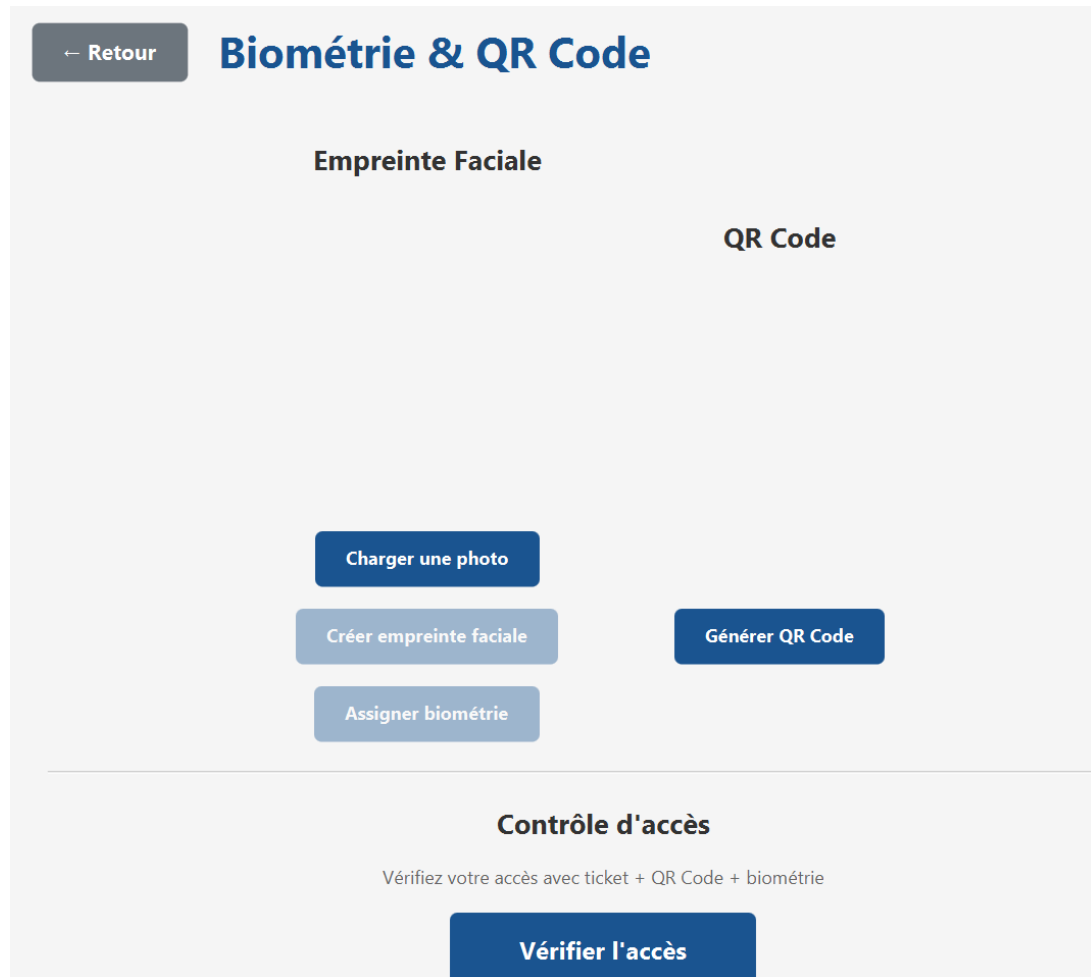 ← Retour
Biométrie & QR Code
Empreinte Faciale
QR Code
Charger une photo
Créer empreinte faciale
Générer QR Code
Assigner biométrie
Contrôle d'accès
Vérifiez votre accès avec ticket + QR Code + biométrie
Vérifier l'accès